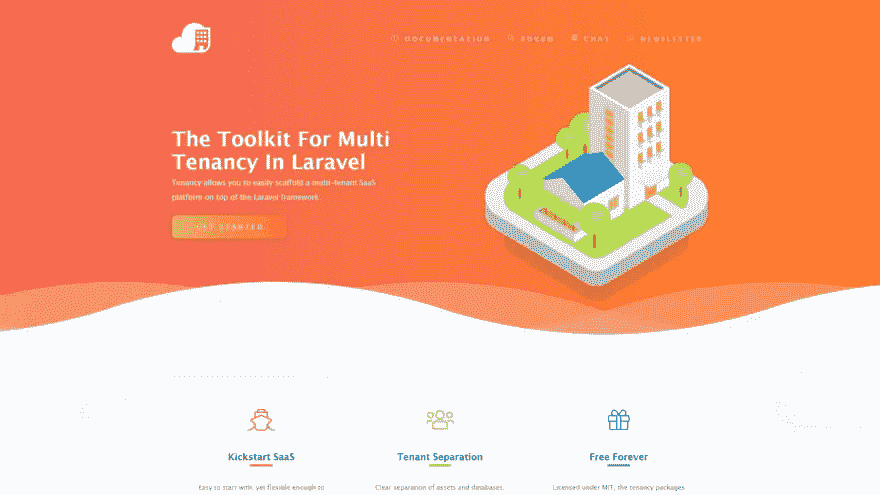 DOCUMENTATION FORUM CHAT NEWSLETTER
The Toolkit For Multi
Tenancy In Laravel
Tenancy allows you to easily scaffold a multi-tenant SaaS
platform on top of the Laravel framework.
GET STARTED
Kickstart SaaS Tenant Separation Free Forever
Easy to start with, yet flexible enough to Clear separation of assets and databases. Licensed under MIT, the tenancy packages